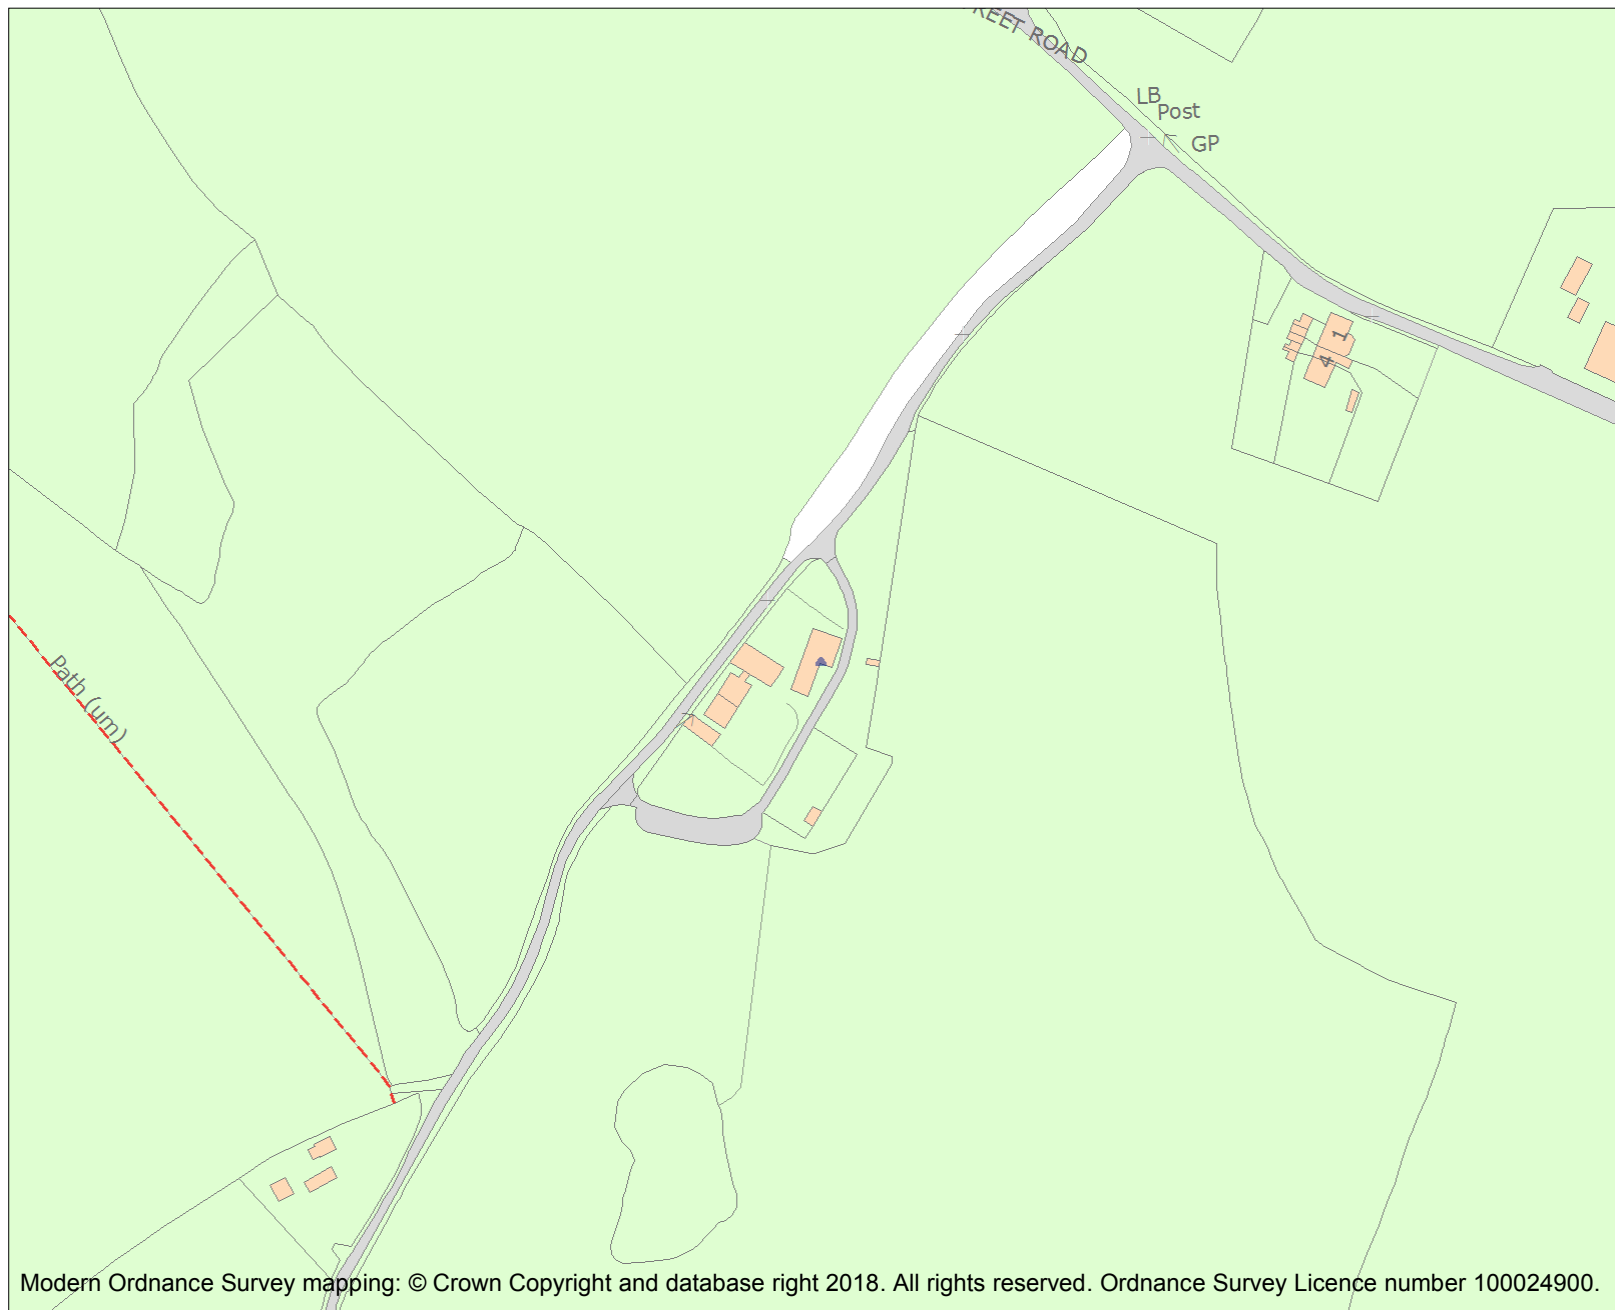 REET ROAD
LB
Post
GP
1
4
Path (um)
Modern Ordnance Survey mapping: © Crown Copyright and database right 2018. All rights reserved. Ordnance Survey Licence number 100024900.